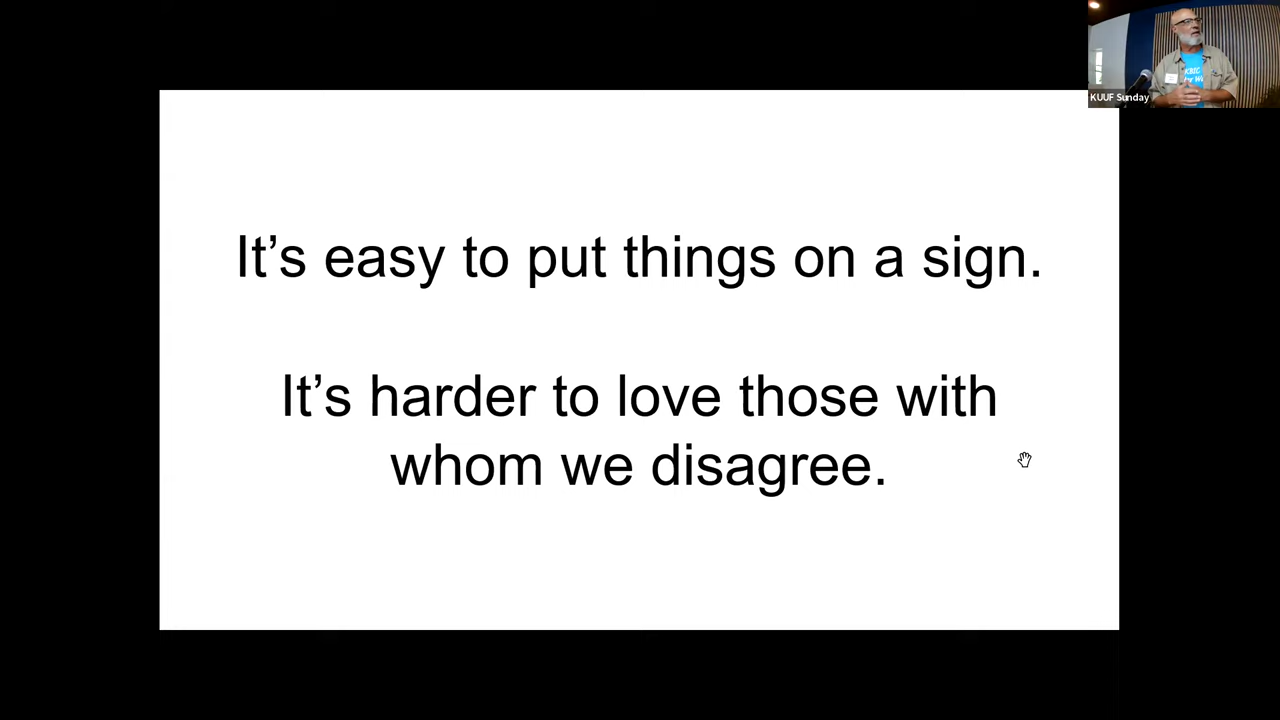 KUUF Sunday
It’s easy to put things on a sign.
It’s harder to love those with
whom we disagree.